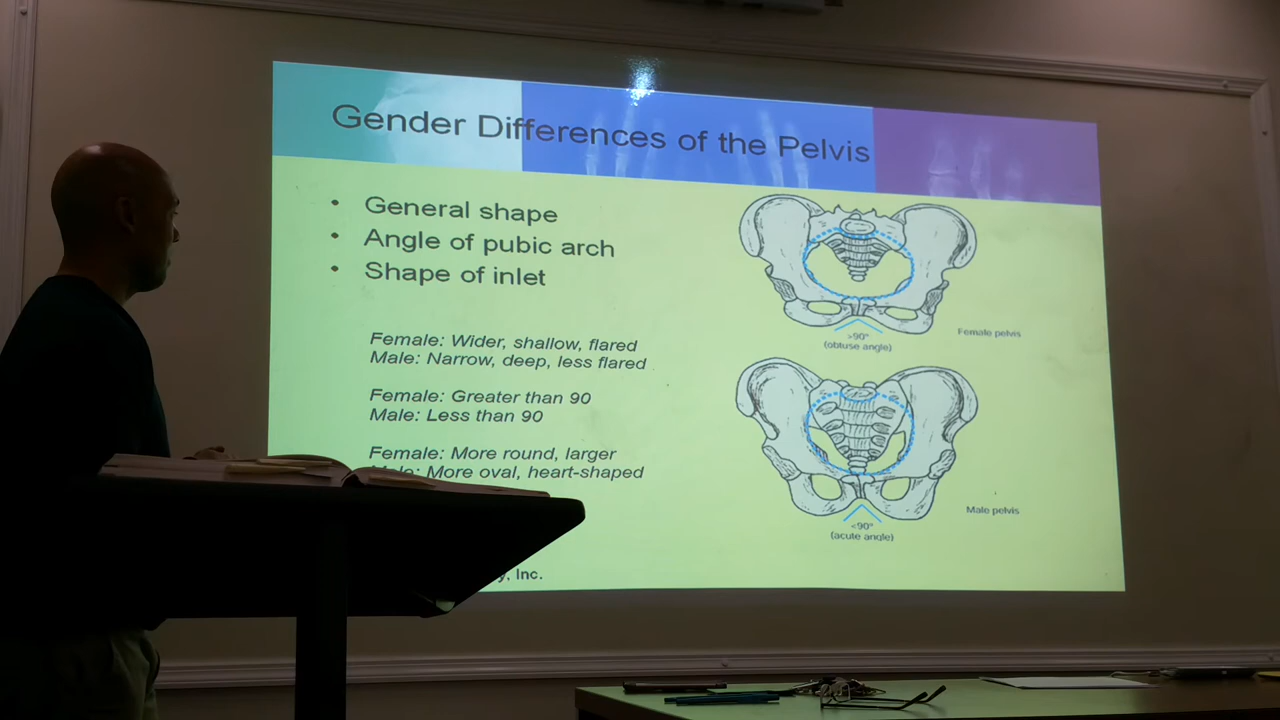 Gender Differences of the Pelvis
• General shape
• Angle of pubic arch
• Shape of inlet
Female: Wider, shallow, flared
Male: Narrow, deep, less flared
Female: Greater than 90
Male: Less than 90
Female: More round, larger
Male: More oval, heart-shaped
>90°
(obtuse angle)
Female pelvis
<90°
(acute angle)
Male pelvis
Inc.